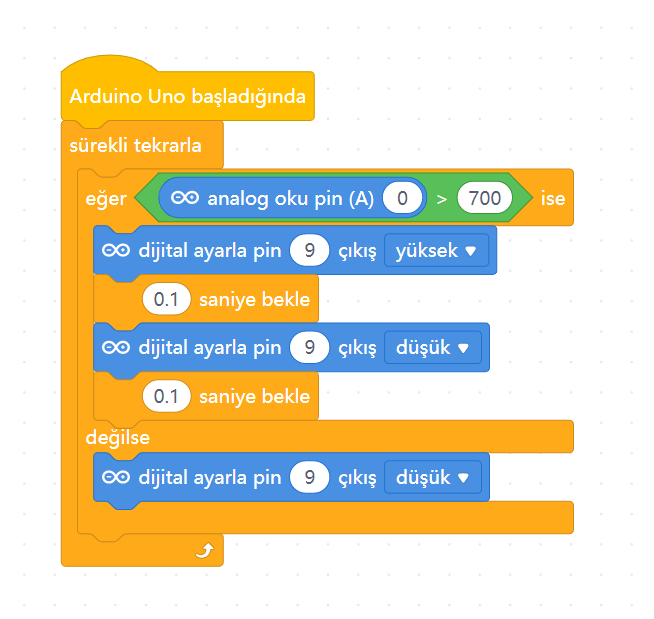 Arduino Uno başladığında
sürekli tekrarla
eğer analog oku pin (A) 0 > 700 ise
dijital ayarla pin 9 çıkış yüksek
0.1 saniye bekle
dijital ayarla pin 9 çıkış düşük
0.1 saniye bekle
değilse
dijital ayarla pin 9 çıkış düşük